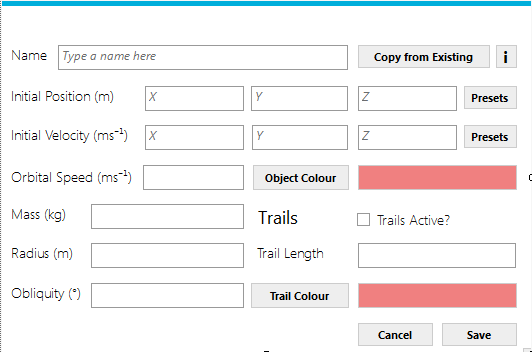 Name Type a name here Copy from Existing i
Initial Position (m) X Y Z Presets
Initial Velocity (ms⁻¹) X Y Z Presets
Orbital Speed (ms⁻¹) Object Colour
Mass (kg) Trails Trails Active?
Radius (m) Trail Length
Obliquity (°) Trail Colour
Cancel Save